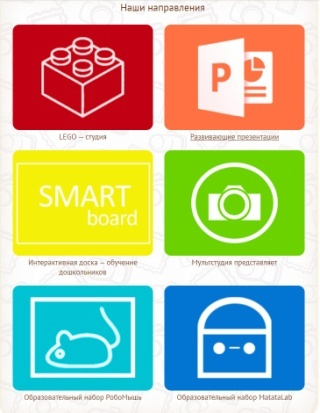 Наши направления
LEGO – студия
P
Развивающие презентации
SMART
board
Интерактивная доска – обучение
дошкольников
Мультстудия представляет
Образовательный набор РобоМышь
Образовательный набор MatataLab